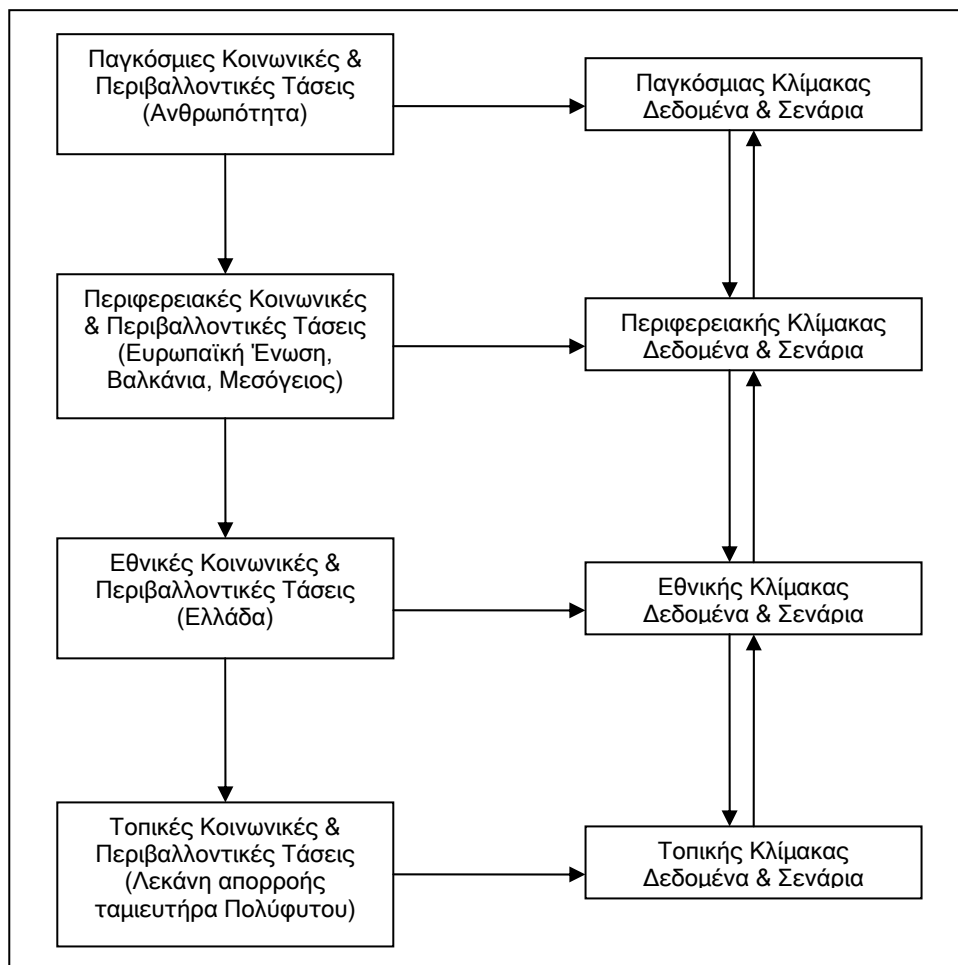 Παγκόσμιες Κοινωνικές &
Περιβαλλοντικές Τάσεις
(Ανθρωπότητα)
Παγκόσμιας Κλίμακας
Δεδομένα & Σενάρια
Περιφερειακές Κοινωνικές
& Περιβαλλοντικές Τάσεις
(Ευρωπαϊκή Ένωση,
Βαλκάνια, Μεσόγειος)
Περιφερειακής Κλίμακας
Δεδομένα & Σενάρια
Εθνικές Κοινωνικές &
Περιβαλλοντικές Τάσεις
(Ελλάδα)
Εθνικής Κλίμακας
Δεδομένα & Σενάρια
Τοπικές Κοινωνικές &
Περιβαλλοντικές Τάσεις
(Λεκάνη απορροής
ταμιευτήρα Πολύφυτου)
Τοπικής Κλίμακας
Δεδομένα & Σενάρια